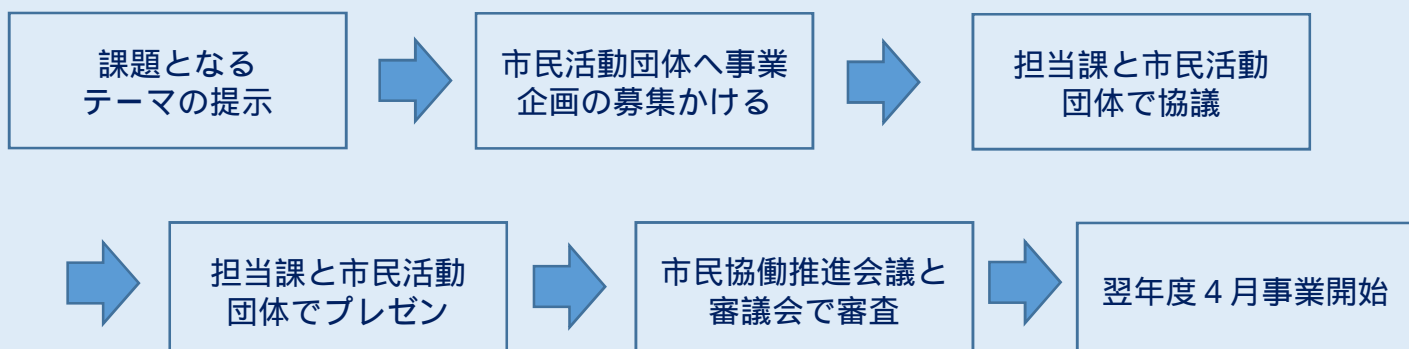 課題となる
テーマの提示
市民活動団体へ事業
企画の募集かける
担当課と市民活動
団体で協議
担当課と市民活動
団体でプレゼン
市民協働推進会議と
審議会で審査
翌年度４月事業開始